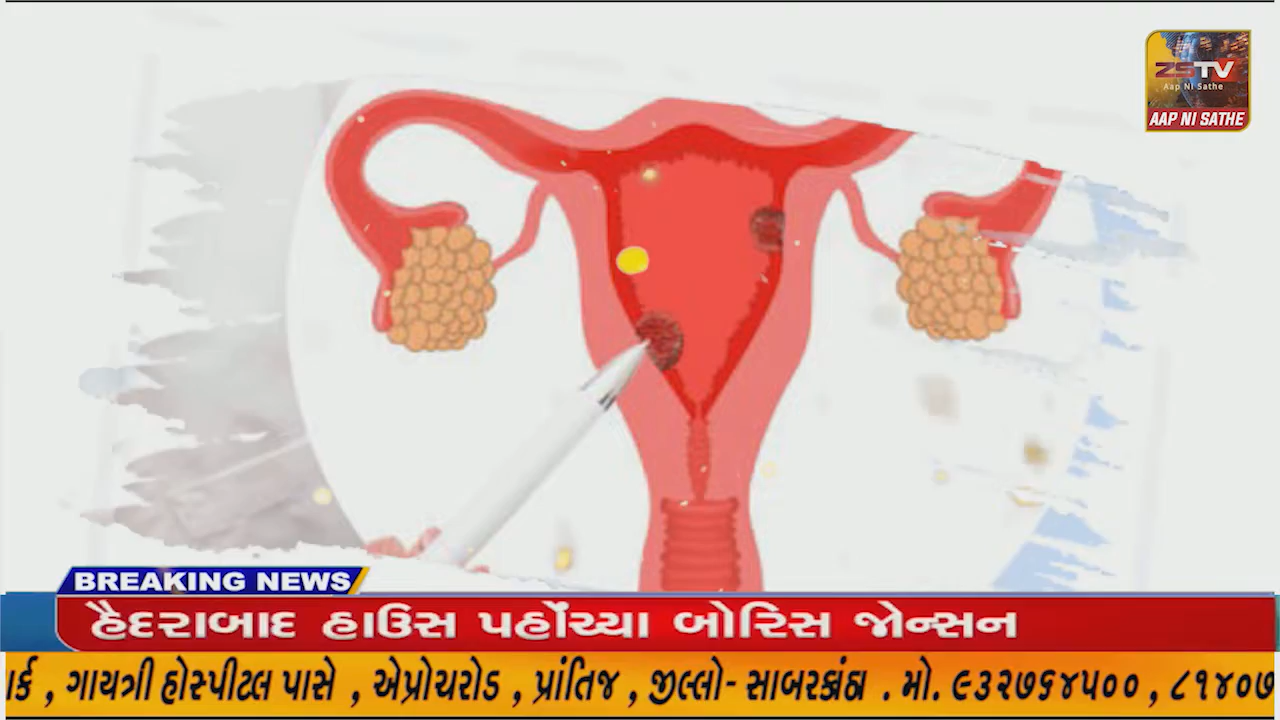 ZSTV
Aap Ni Sathe
AAP NI SATHE
BREAKING NEWS
હૈદરાબાદ હાઉસ પહોંચ્યા બોરિસ જોન્સન
ર્ક , ગાયત્રી હોસ્પીટલ પાસે , એપ્રોચરોડ , પ્રાંતિજ , જીલ્લો- સાબરકાંઠા . મો. ૯૩૨૭૬૪૫૦૦ , ૮૧૪૦૭